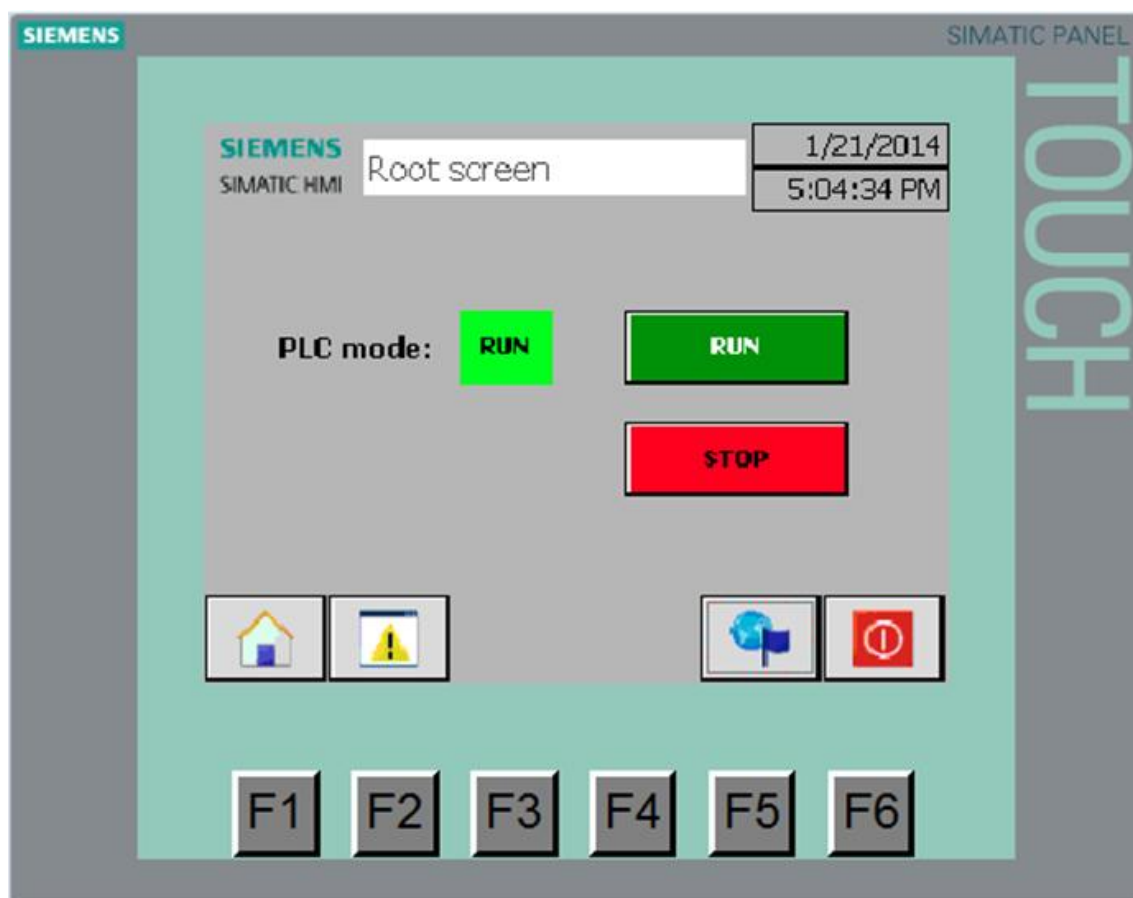 SIEMENS
SIMATIC PANEL
TOUCH
SIEMENS
SIMATIC HMI
Root screen
1/21/2014
5:04:34 PM
PLC mode:
RUN
RUN
STOP
F1 F2 F3 F4 F5 F6